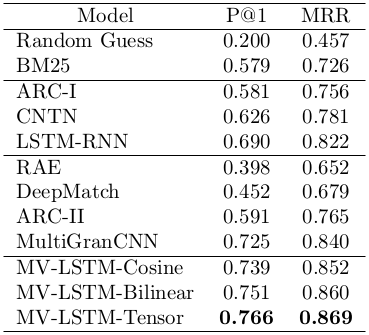 Model P@1 MRR
Random Guess 0.200 0.457
BM25 0.579 0.726
ARC-I 0.581 0.756
CNTN 0.626 0.781
LSTM-RNN 0.690 0.822
RAE 0.398 0.652
DeepMatch 0.452 0.679
ARC-II 0.591 0.765
MultiGranCNN 0.725 0.840
MV-LSTM-Cosine 0.739 0.852
MV-LSTM-Bilinear 0.751 0.860
MV-LSTM-Tensor 0.766 0.869